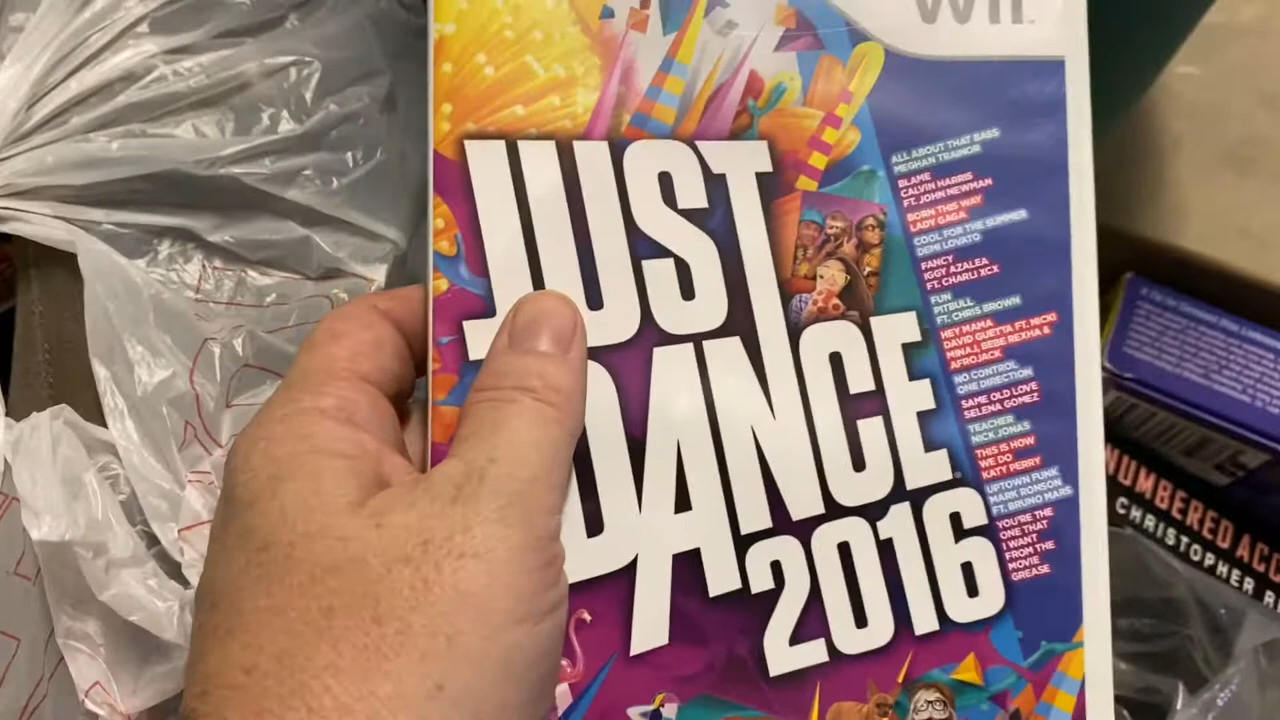 Wii
JUST
DANCE
2016
ALL ABOUT THAT BASS
MEGHAN TRAINOR
BLAME
CALVIN HARRIS
FT. JOHN NEWMAN
BORN THIS WAY
LADY GAGA
COOL FOR THE SUMMER
DEMI LOVATO
FANCY
IGGY AZALEA
FT. CHARLI XCX
FUN
PITBULL
FT. CHRIS BROWN
HEY MAMA
DAVID GUETTA FT. NICKI
MINAJ, BEBE REXHA &
AFROJACK
NO CONTROL
ONE DIRECTION
SAME OLD LOVE
SELENA GOMEZ
TEACHER
NICK JONAS
THIS IS HOW
WE DO
KATY PERRY
UPTOWN FUNK
MARK RONSON
FT. BRUNO MARS
YOU'RE THE
ONE THAT
I WANT
FROM THE
MOVIE
GREASE
NUMBERED
CHRISTOPHER